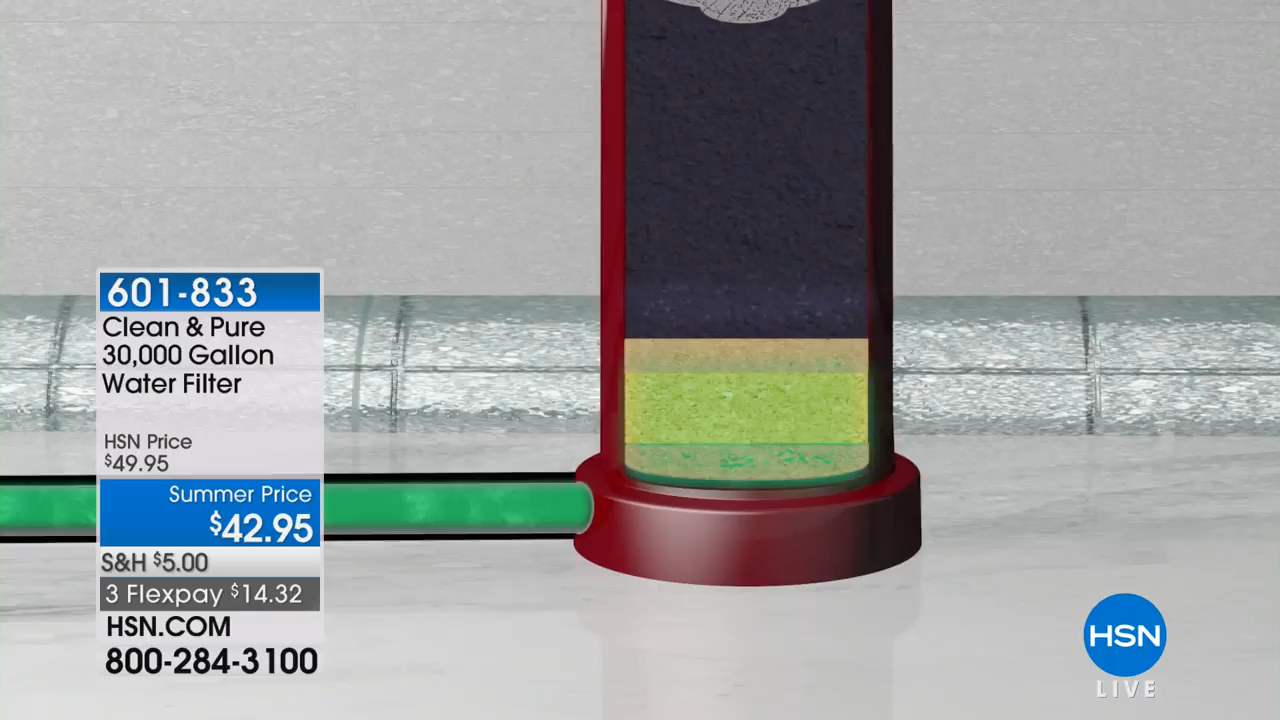 601-833
Clean & Pure
30,000 Gallon
Water Filter
HSN Price
$49.95
Summer Price
$42.95
S&H $5.00
3 Flexpay $14.32
HSN.COM
800-284-3100
HSN
LIVE